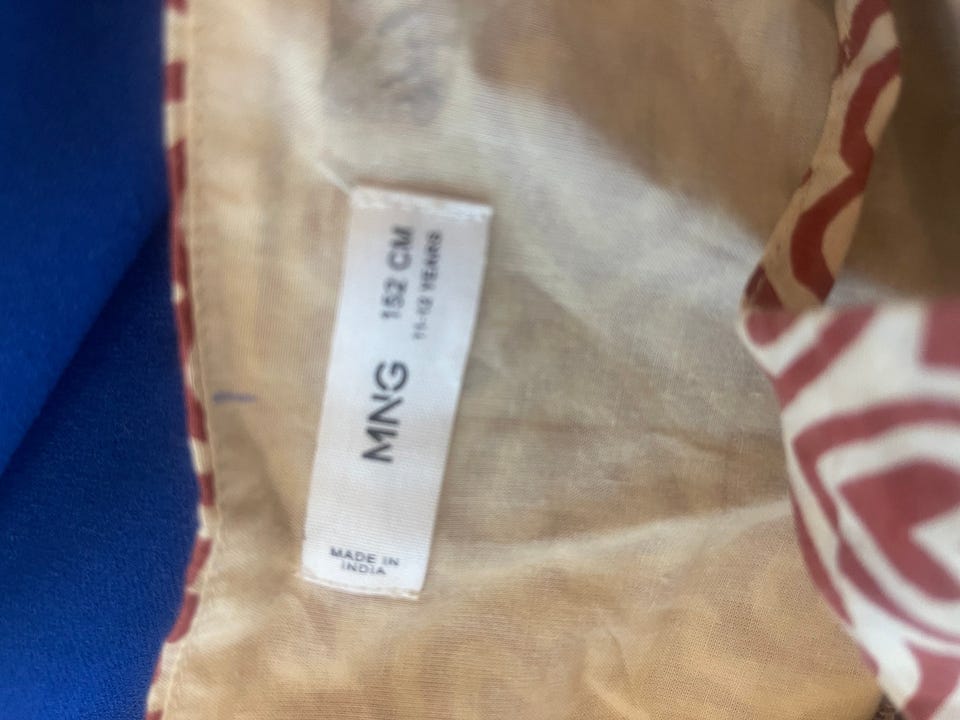 MNG 152 CM
11-12 YEARS
MADE IN
INDIA